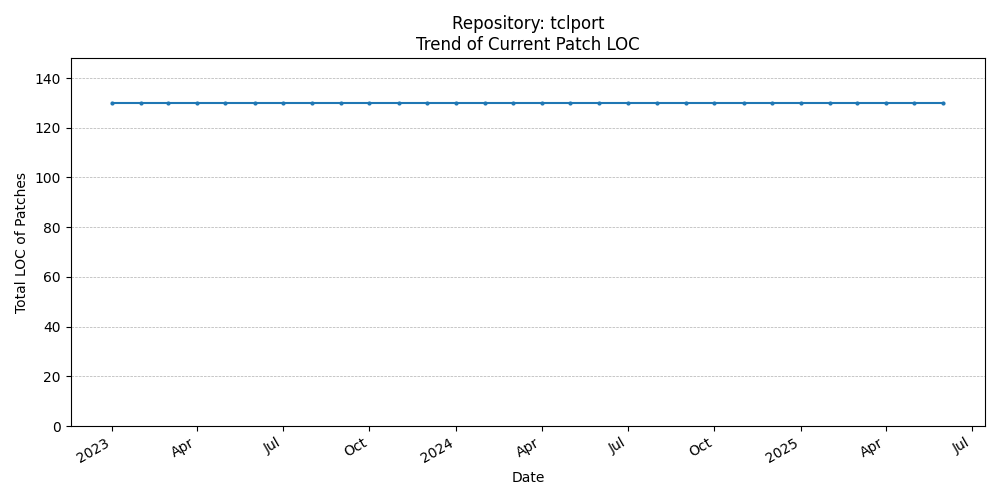 Repository: tclport
Trend of Current Patch LOC
140
120
100
80
60
40
20
0
Total LOC of Patches
2023
Apr
Jul
Oct
2024
Apr
Jul
Oct
2025
Apr
Jul
Date